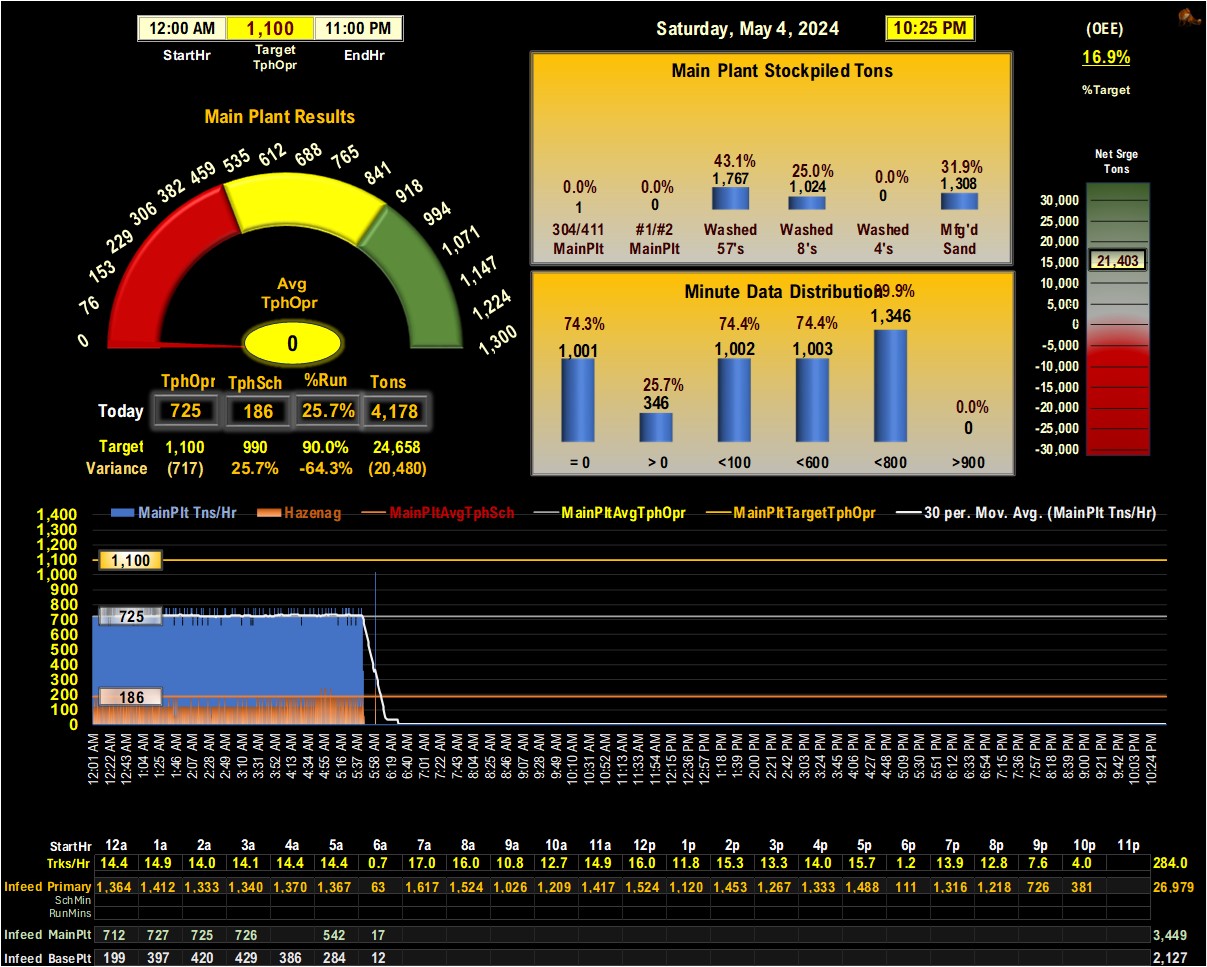 12:00 AM 1,100 11:00 PM
StartHr Target TphOpr EndHr
Saturday, May 4, 2024 10:25 PM
(OEE)
16.9%
%Target
Main Plant Results
0 76 153 229 306 382 459 535 612 688 765 841 918 994 1,071 1,147 1,224 1,300
Avg
TphOpr
0
TphOpr TphSch %Run Tons
Today 725 186 25.7% 4,178
Target 1,100 990 90.0% 24,658
Variance (717) 25.7% -64.3% (20,480)
Main Plant Stockpiled Tons
0.0% 0.0% 43.1% 25.0% 0.0% 31.9%
1 0 1,767 1,024 0 1,308
304/411 #1/#2 Washed Washed Washed Mfg'd
MainPlt MainPlt 57's 8's 4's Sand
Minute Data Distribution
74.3% 25.7% 74.4% 74.4% 99.9% 0.0%
1,001 346 1,002 1,003 1,346 0
= 0 > 0 <100 <600 <800 >900
Net Srge
Tons
30,000
25,000
20,000
15,000
21,403
10,000
5,000
0
-5,000
-10,000
-15,000
-20,000
-25,000
-30,000
MainPlt Tns/Hr Hazenag MainPltAvgTphSch MainPltAvgTphOpr MainPltTargetTphOpr 30 per. Mov. Avg. (MainPlt Tns/Hr)
1,400
1,300
1,200
1,100
1,000
900
800
700
600
500
400
300
200
100
0
1,100
725
186
12:01 AM 12:22 AM 12:43 AM 1:04 AM 1:25 AM 1:46 AM 2:07 AM 2:28 AM 2:49 AM 3:10 AM 3:31 AM 3:52 AM 4:13 AM 4:34 AM 4:55 AM 5:16 AM 5:37 AM 5:58 AM 6:19 AM 6:40 AM 7:01 AM 7:22 AM 7:43 AM 8:04 AM 8:25 AM 8:46 AM 9:07 AM 9:28 AM 9:49 AM 10:10 AM 10:31 AM 10:52 AM 11:13 AM 11:33 AM 11:54 AM 12:15 PM 12:36 PM 12:57 PM 1:18 PM 1:39 PM 2:00 PM 2:21 PM 2:42 PM 3:03 PM 3:24 PM 3:45 PM 4:06 PM 4:27 PM 4:48 PM 5:09 PM 5:30 PM 5:51 PM 6:12 PM 6:33 PM 6:54 PM 7:15 PM 7:36 PM 7:57 PM 8:18 PM 8:39 PM 9:00 PM 9:21 PM 9:42 PM 10:03 PM 10:24 PM
StartHr 12a 1a 2a 3a 4a 5a 6a 7a 8a 9a 10a 11a 12p 1p 2p 3p 4p 5p 6p 7p 8p 9p 10p 11p
Trks/Hr 14.4 14.9 14.0 14.1 14.4 14.4 0.7 17.0 16.0 10.8 12.7 14.9 16.0 11.8 15.3 13.3 14.0 15.7 1.2 13.9 12.8 7.6 4.0 284.0
Infeed Primary 1,364 1,412 1,333 1,340 1,370 1,367 63 1,617 1,524 1,026 1,209 1,417 1,524 1,120 1,453 1,267 1,333 1,488 111 1,316 1,218 726 381 26,979
SchMin
RunMins
Infeed MainPlt 712 727 725 726 542 17 3,449
Infeed BasePlt 199 397 420 429 386 284 12 2,127